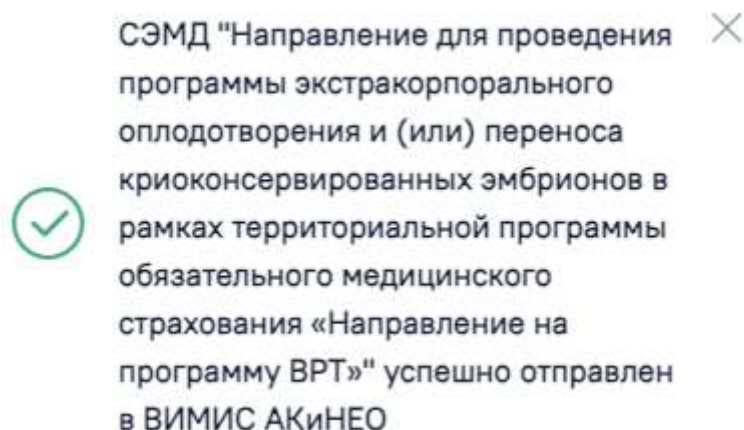 СЭМД "Направление для проведения
программы экстракорпорального
оплодотворения и (или) переноса
криоконсервированных эмбрионов в
рамках территориальной программы
обязательного медицинского
страхования «Направление на
программу ВРТ»" успешно отправлен
в ВИМИС АКиНЕО